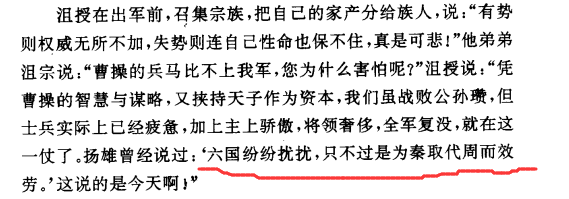 沮授在出军前，召集宗族，把自己的家产分给族人，说：“有势
则权威无所不加，失势则连自己性命也保不住，真是可悲！”他弟弟
沮宗说：“曹操的兵马比不上我军，您为什么害怕呢？”沮授说：“凭
曹操的智慧与谋略，又挟持天子作为资本，我们虽战败公孙瓒，但
士兵实际上已经疲惫，加上主上骄傲，将领奢侈，全军复没，就在这
一仗了。扬雄曾经说过：‘六国纷纷扰扰，只不过是为秦取代周而效
劳。’这说的是今天啊！”